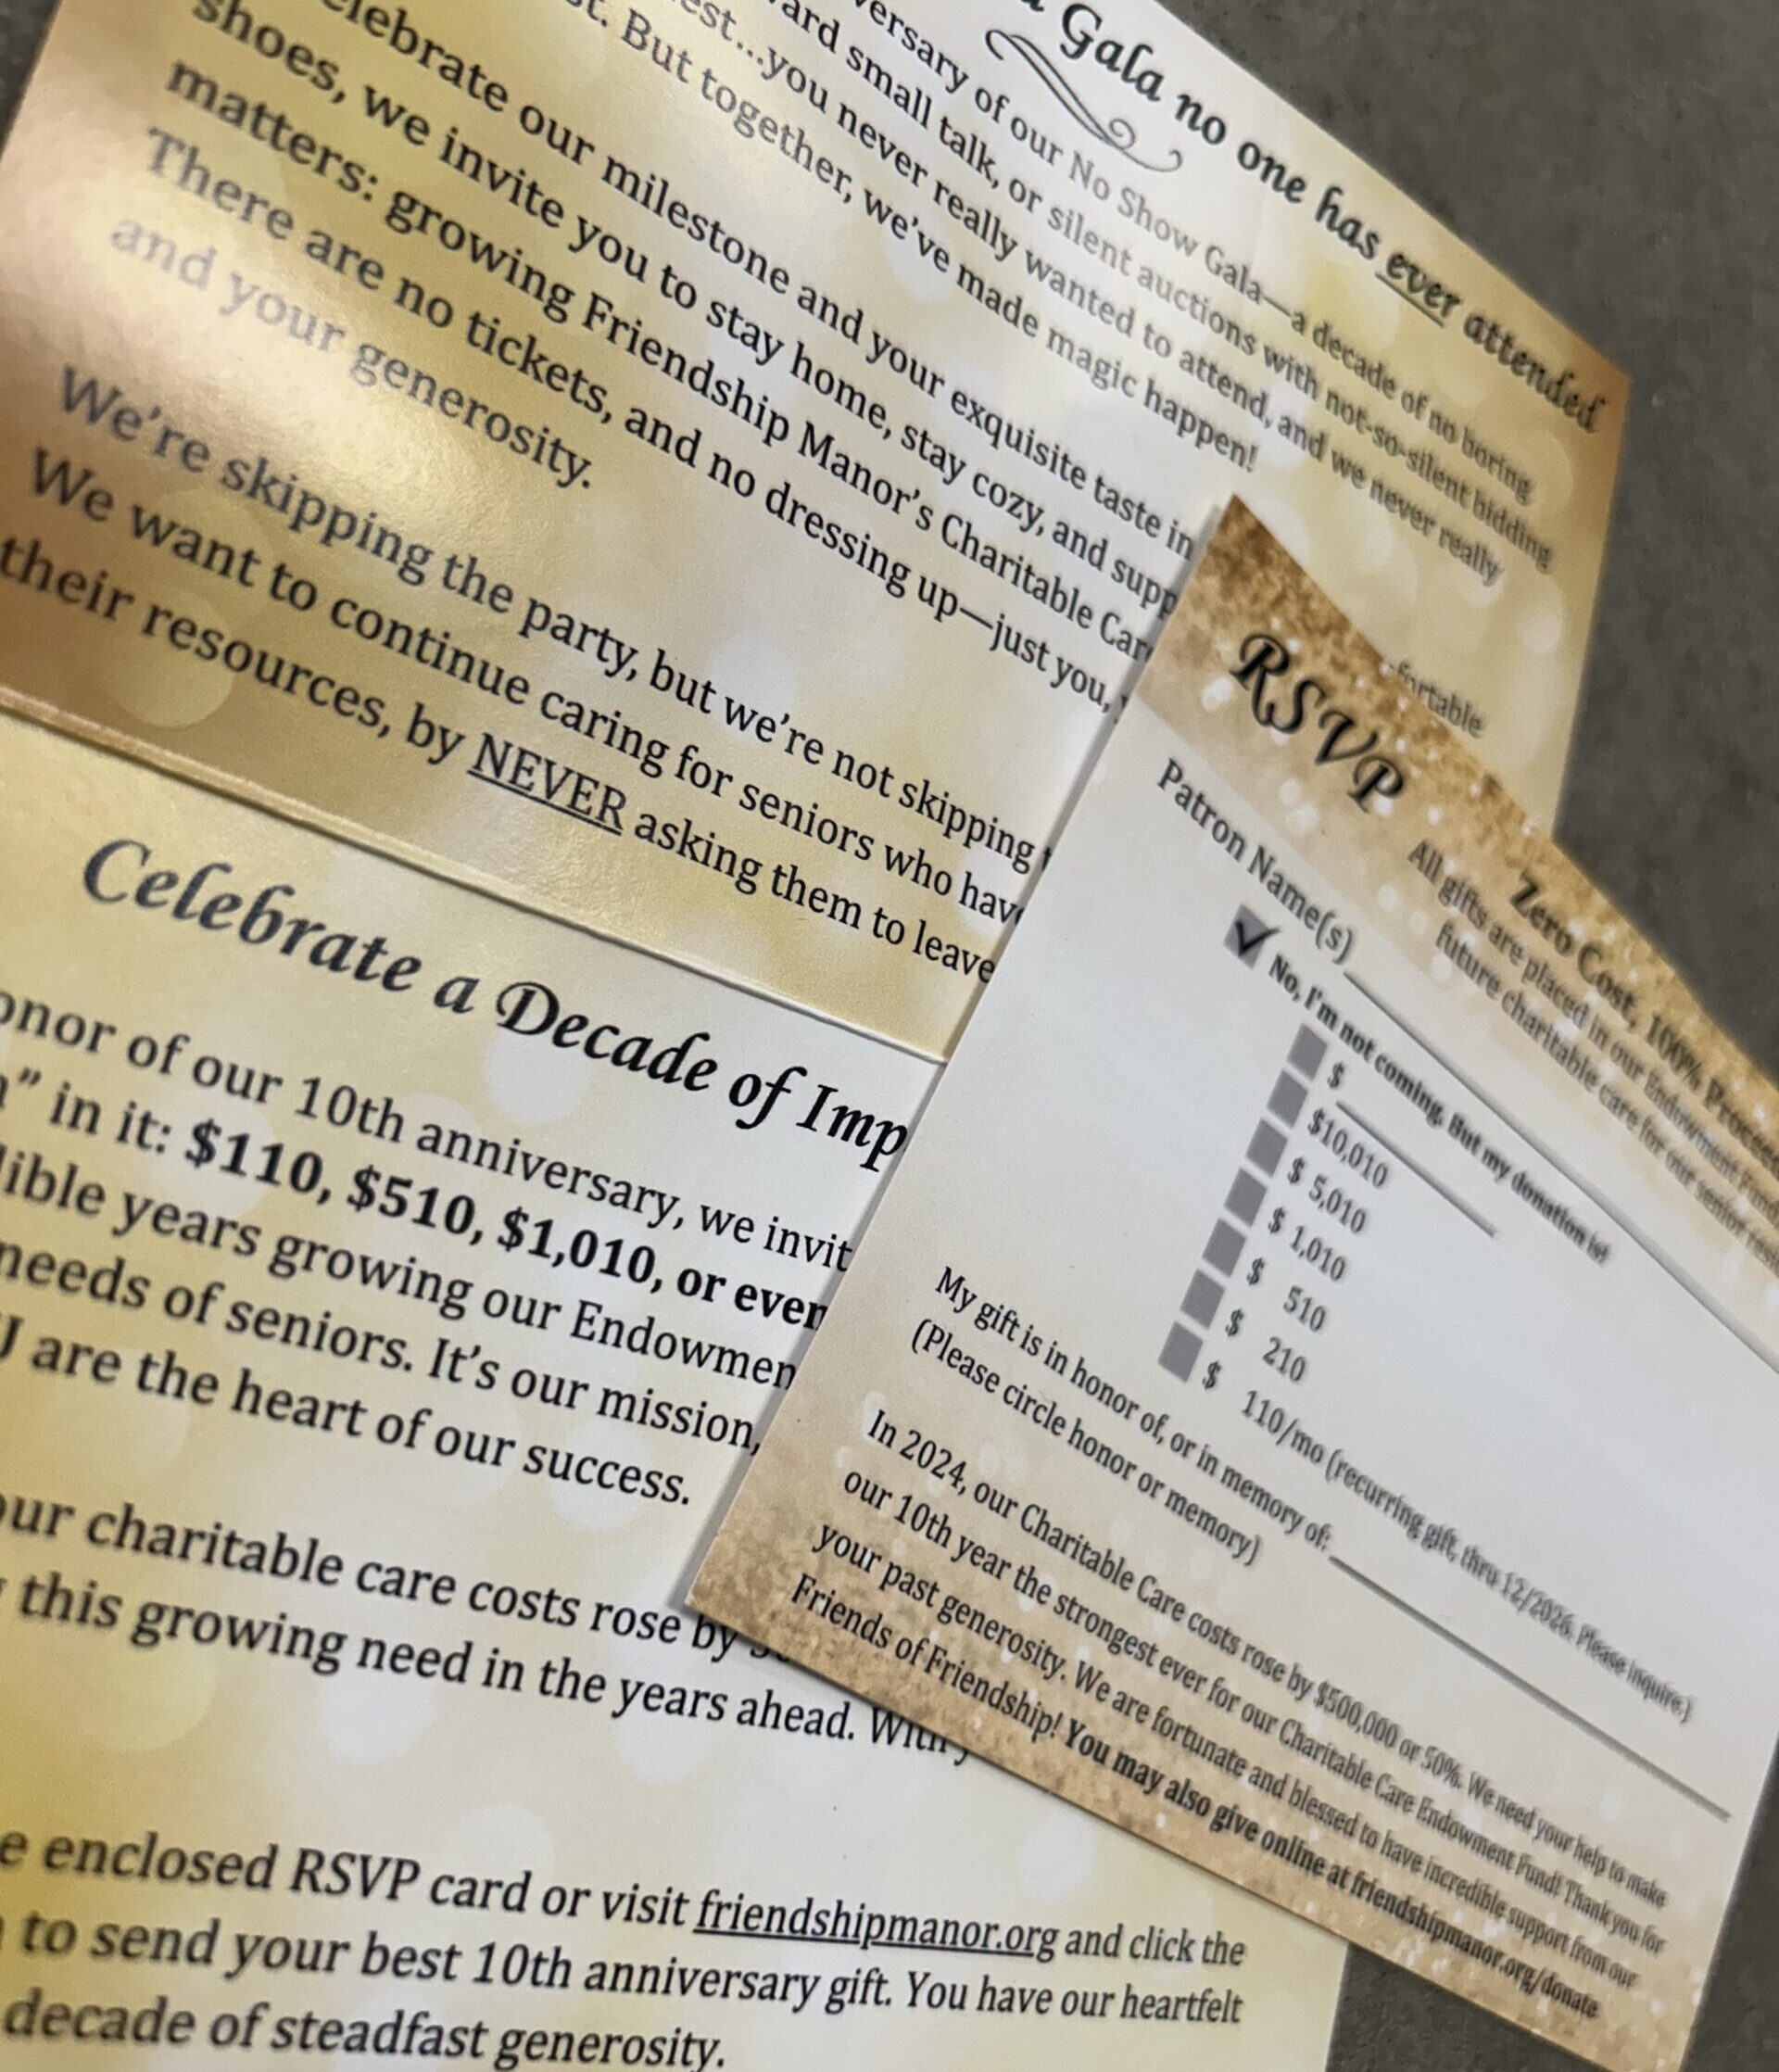 Gala no one has ever attended
versary of our No Show Gala—a decade of no boring
ard small talk, or silent auctions with not-so-silent bidding
est...you never really wanted to attend, and we never really
st. But together, we've made magic happen!
elebrate our milestone and your exquisite taste in
fortable
shoes, we invite you to stay home, stay cozy, and supp
matters: growing Friendship Manor's Charitable Car
There are no tickets, and no dressing up—just you,
and your generosity.
We're skipping the party, but we're not skipping
We want to continue caring for seniors who have
their resources, by NEVER asking them to leave
Celebrate a Decade of Imp
onor of our 10th anniversary, we invit
" in it: $110, $510, $1,010, or even
ible years growing our Endowmen
needs of seniors. It's our mission,
J are the heart of our success.
our charitable care costs rose by
this growing need in the years ahead. With y
e enclosed RSVP card or visit friendshipmanor.org and click the
to send your best 10th anniversary gift. You have our heartfelt
decade of steadfast generosity.
RSVP
Zero Cost, 100% Proceed
All gifts are placed in our Endowment Fund
future charitable care for our senior resi
Patron Name(s)
No, I'm not coming. But my donation is!
$
$10,010
$ 5,010
$ 1,010
$ 510
$ 210
$ 110/mo (recurring gift, thru 12/2026. Please inquire.)
My gift is in honor of, or in memory of:
(Please circle honor or memory)
In 2024, our Charitable Care costs rose by $500,000 or 50%. We need your help to make
our 10th year the strongest ever for our Charitable Care Endowment Fund! Thank you for
your past generosity. We are fortunate and blessed to have incredible support from our
Friends of Friendship! You may also give online at friendshipmanor.org/donate